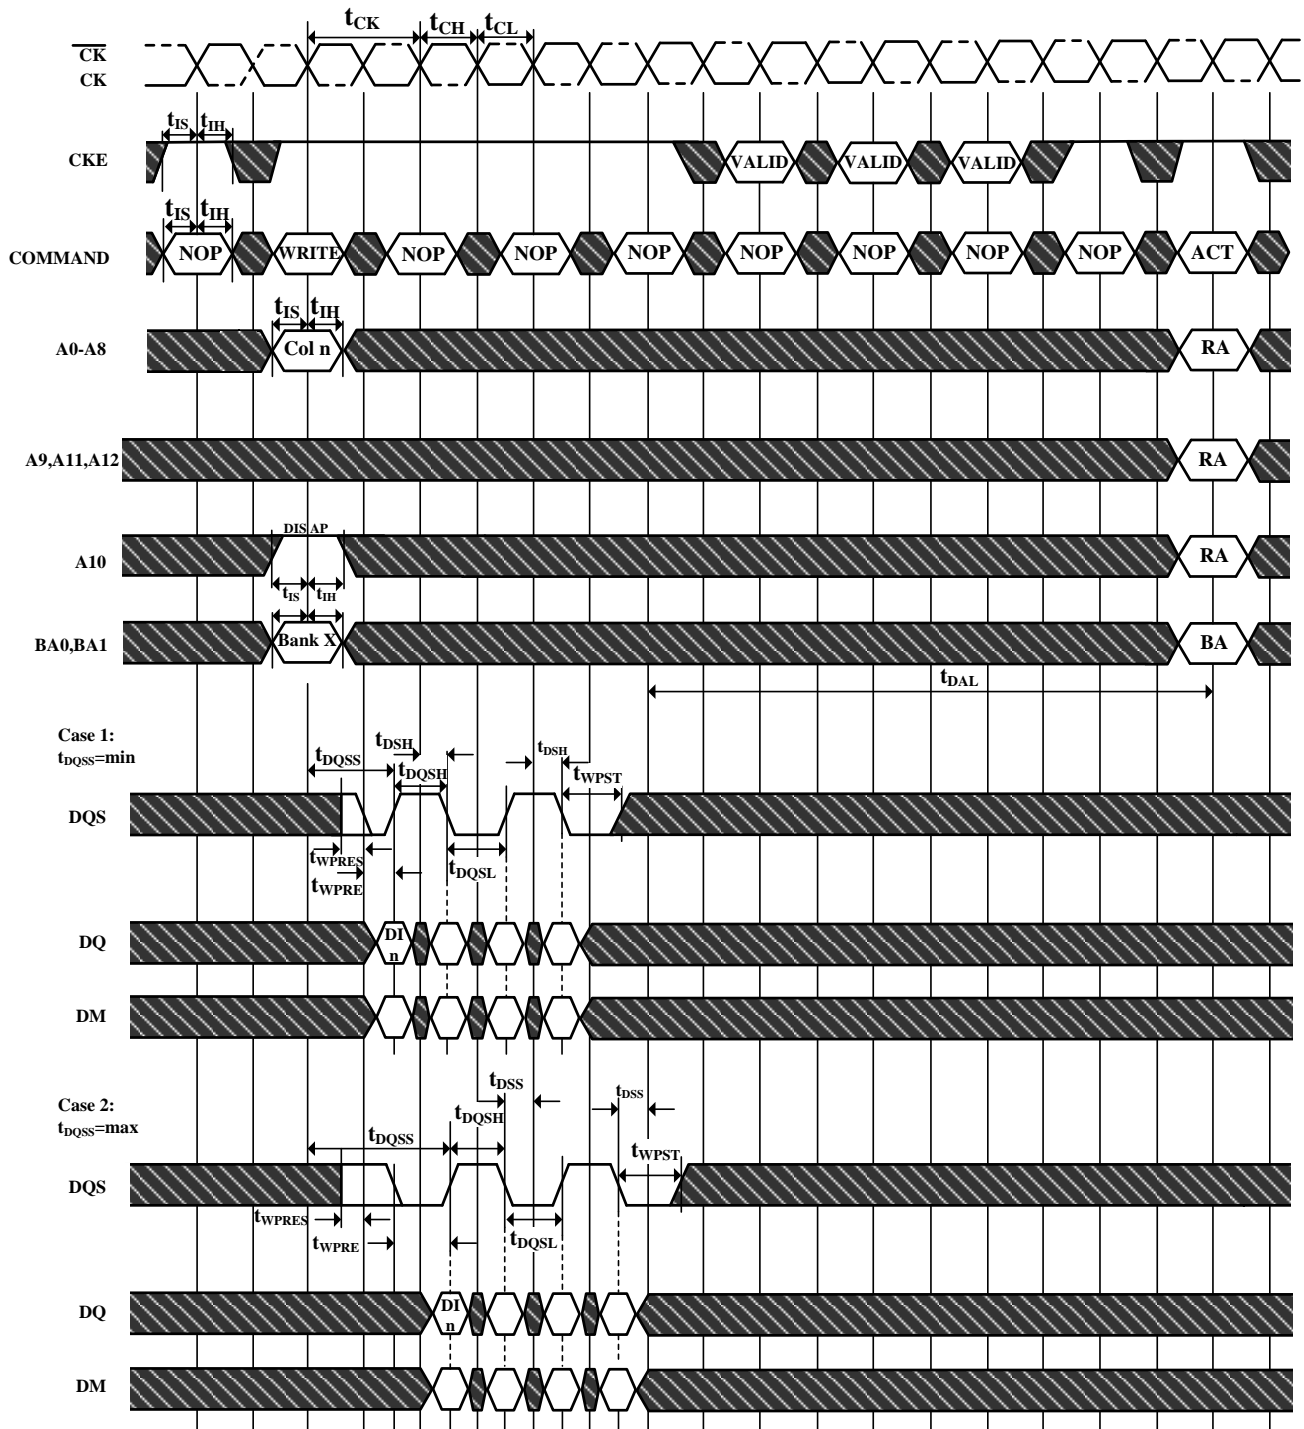 tCK tCH tCL
CK
CK
tIS tIH
CKE VALID VALID VALID
tIS tIH
COMMAND NOP WRITE NOP NOP NOP NOP NOP NOP NOP ACT
tIS tIH
A0-A8 Col n RA
A9,A11,A12 RA
DIS AP
A10 RA
tIS tIH
BA0,BA1 Bank X BA
tDAL
Case 1:
tDQSS=min
tDSH tDSH
tDQSS tDQSH tWPST
DQS
tWPRES tDQSL
tWPRE
DQ DI n
DM
tDSS tDSS
Case 2:
tDQSS=max
tDQSS tDQSH tWPST
DQS
tWPRES tWPRE tDQSL
DQ DI n
DM